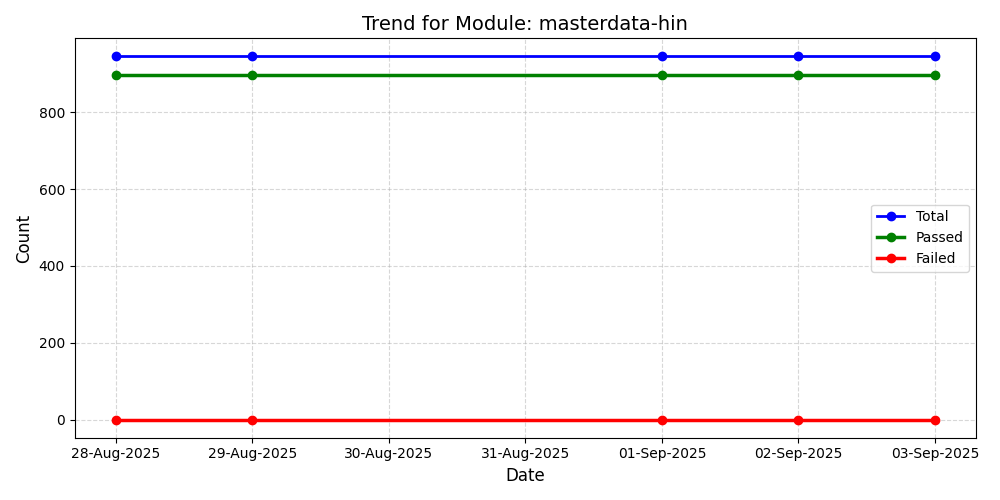 Trend for Module: masterdata-hin
800
600
400
200
0
Count
Total
Passed
Failed
28-Aug-2025 29-Aug-2025 30-Aug-2025 31-Aug-2025 01-Sep-2025 02-Sep-2025 03-Sep-2025
Date